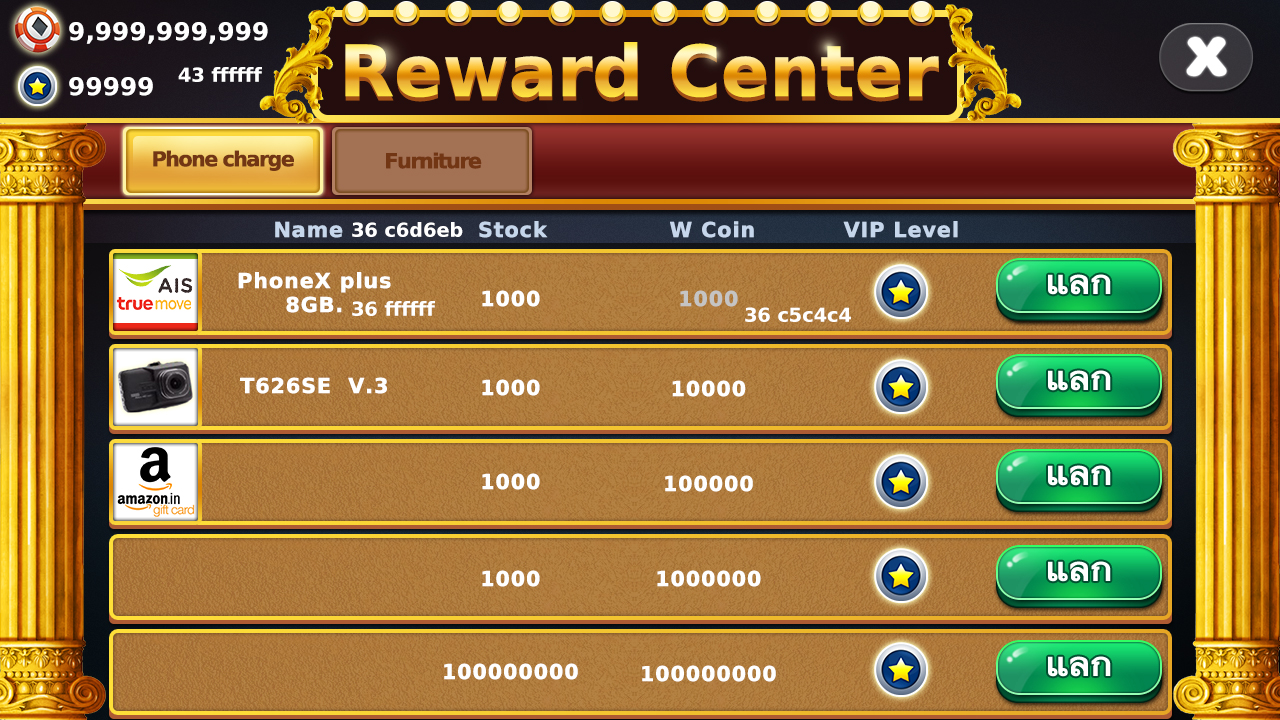 9,999,999,999
99999 43 ffffff
Reward Center
X
Phone charge Furniture
Name 36 c6d6eb Stock W Coin VIP Level
AIS
true move
PhoneX plus
8GB. 36 ffffff
1000 1000 36 c5c4c4 แลก
T626SE V.3 1000 10000 แลก
a
amazon.in
gift card
1000 100000 แลก
1000 1000000 แลก
100000000 100000000 แลก